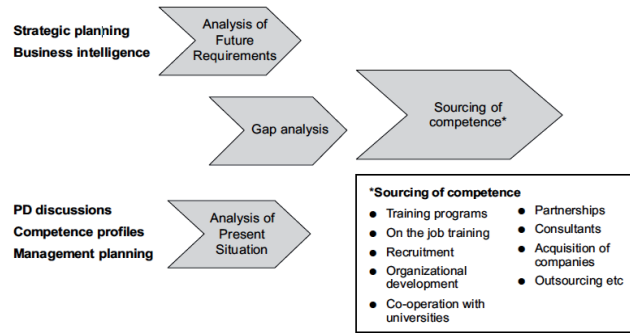 Strategic planning
Business intelligence
Analysis of
Future
Requirements
Gap analysis
Sourcing of
competence*
PD discussions
Competence profiles
Management planning
Analysis of
Present
Situation
*Sourcing of competence
● Training programs
● On the job training
● Recruitment
● Organizational
development
● Co-operation with
universities
● Partnerships
● Consultants
● Acquisition of
companies
● Outsourcing etc